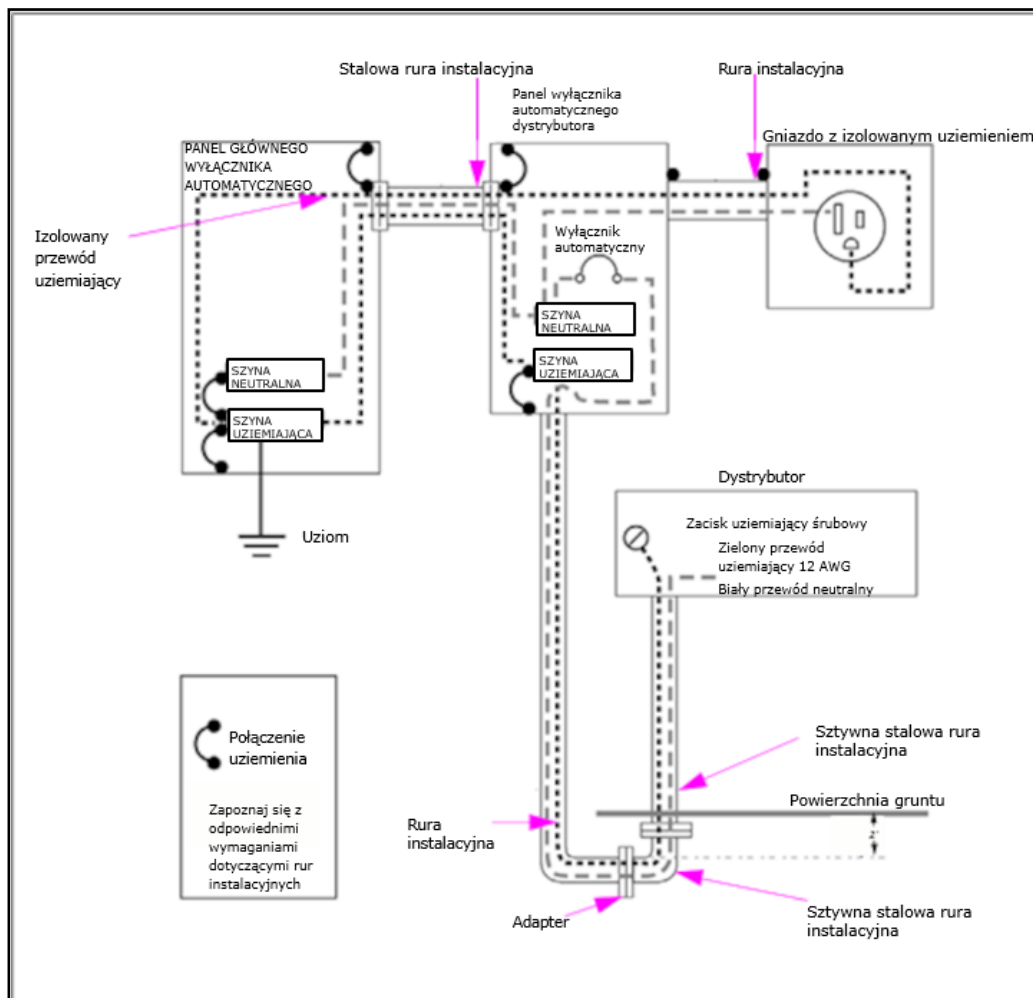 Stalowa rura instalacyjna
Rura instalacyjna
Panel wyłącznika
automatycznego
dystrybutora
Gniazdo z izolowanym uziemieniem
PANEL GŁÓWNEGO
WYŁĄCZNIKA
AUTOMATYCZNEGO
Izolowany
przewód
uziemiający
Wyłącznik
automatyczny
SZYNA
NEUTRALNA
SZYNA
UZIEMIAJĄCA
SZYNA
NEUTRALNA
SZYNA
UZIEMIAJĄCA
Uziom
Dystrybutor
Zacisk uziemiający śrubowy
Zielony przewód
uziemiający 12 AWG
Biały przewód neutralny
Połączenie
uziemienia
Zapoznaj się z
odpowiednimi
wymaganiami
dotyczącymi rur
instalacyjnych
Sztywna stalowa rura
instalacyjna
Powierzchnia gruntu
Rura
instalacyjna
Adapter
Sztywna stalowa rura
instalacyjna